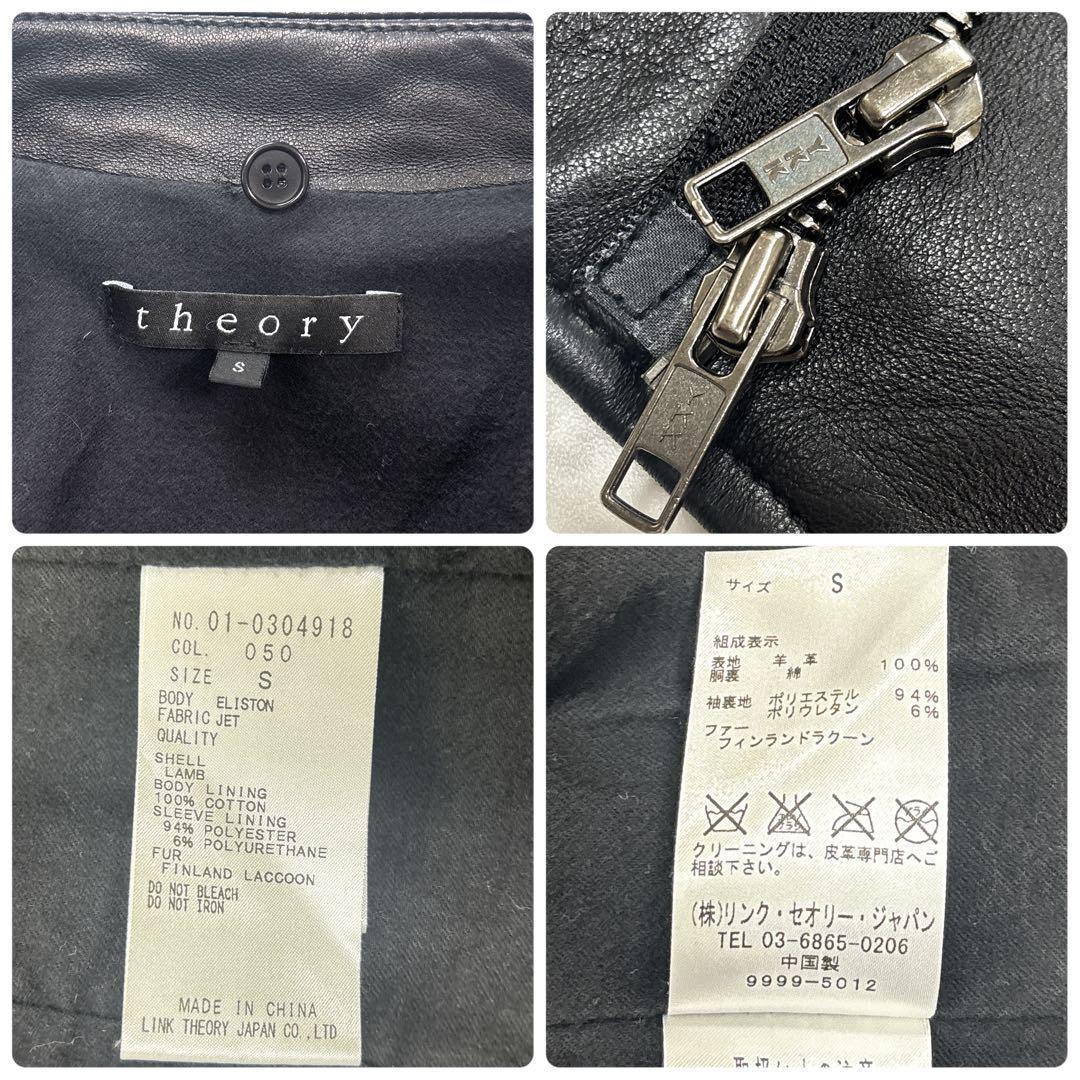 theory
S
YKK
YKK
NO. 01-0304918
COL. 050
SIZE S
BODY ELISTON
FABRIC JET
QUALITY
SHELL
LAMB
BODY LINING
100% COTTON
SLEEVE LINING
94% POLYESTER
6% POLYURETHANE
FUR
FINLAND LACCOON
DO NOT BLEACH
DO NOT IRON
MADE IN CHINA
LINK THEORY JAPAN CO.,LTD
サイズ S
組成表示
表地 羊革 100%
胴裏 綿
袖裏地 ポリエステル 94%
ポリウレタン 6%
ファー
フィンランドラクーン
クリーニングは、皮革専門店へご
相談下さい。
(株)リンク・セオリー・ジャパン
TEL 03-6865-0206
中国製
9999-5012